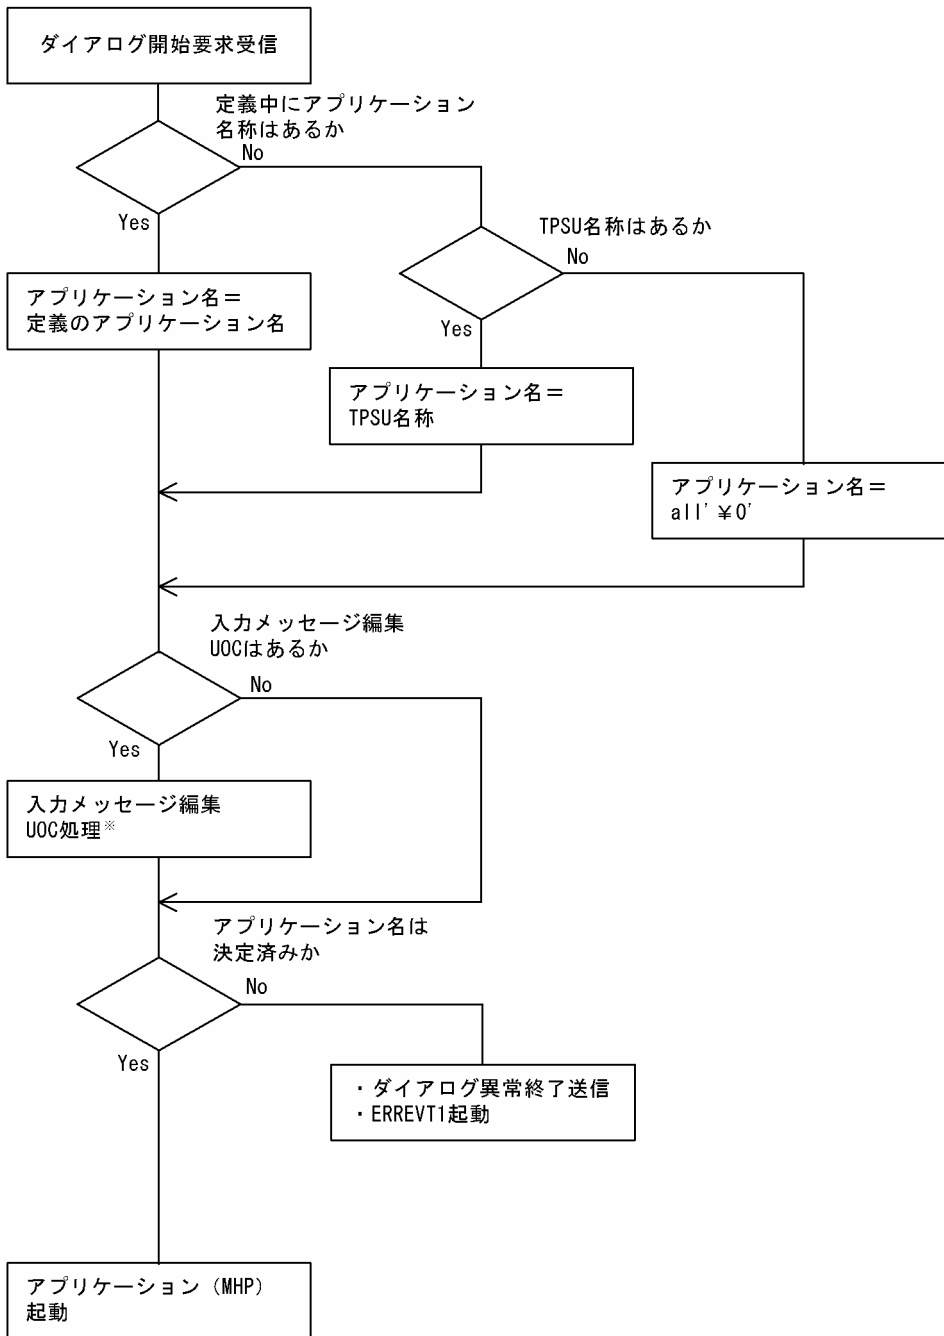 ダイアログ開始要求受信
定義中にアプリケーション
名称はあるか
No
Yes
TPSU名称はあるか
No
アプリケーション名＝
定義のアプリケーション名
Yes
アプリケーション名＝
TPSU名称
アプリケーション名＝
all'￥0'
入力メッセージ編集
UOCはあるか
No
Yes
入力メッセージ編集
UOC処理※
アプリケーション名は
決定済みか
No
Yes
・ダイアログ異常終了送信
・ERREVT1起動
アプリケーション（MHP）
起動